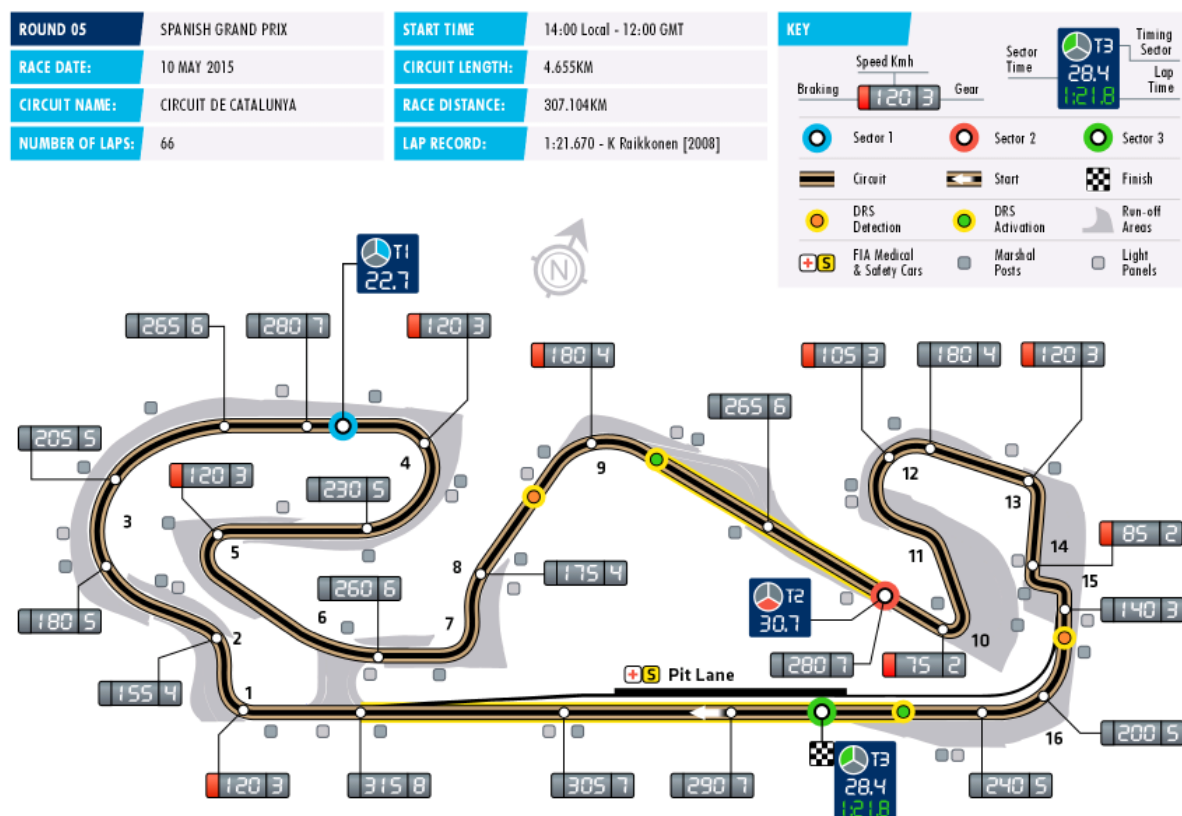 ROUND 05 SPANISH GRAND PRIX
RACE DATE: 10 MAY 2015
CIRCUIT NAME: CIRCUIT DE CATALUNYA
NUMBER OF LAPS: 66
START TIME 14:00 Local - 12:00 GMT
CIRCUIT LENGTH: 4.655KM
RACE DISTANCE: 307.104KM
LAP RECORD: 1:21.670 - K Raikkonen [2008]
KEY
Speed Kmh
Braking 120 3 Gear
Sector Time
T3
28.4
1:21.8
Timing Sector
Lap Time
Sector 1 Sector 2 Sector 3
Circuit Start Finish
DRS Detection DRS Activation Run-off Areas
S FIA Medical & Safety Cars Marshal Posts Light Panels
N
T1
22.7
265 6
280 7
120 3
180 4
265 6
105 3
180 4
120 3
205 5
120 3
230 5
4
9
12
13
3
5
11
14
85 2
8
175 4
15
260 6
T2
30.7
140 3
180 5
6
7
10
2
280 7
75 2
155 4
S Pit Lane
1
16
200 5
120 3
315 8
305 7
290 7
T3
28.4
1:21.8
240 5